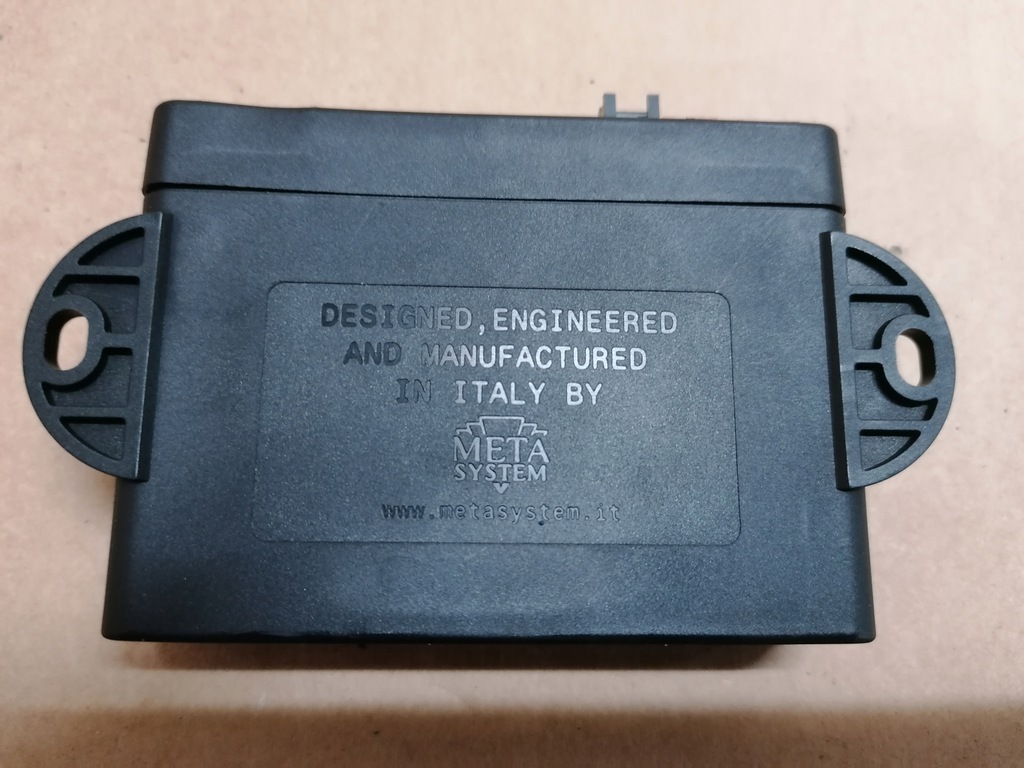 DESIGNED,ENGINEERED
AND MANUFACTURED
IN ITALY BY
META
SYSTEM
www.metasystem.it